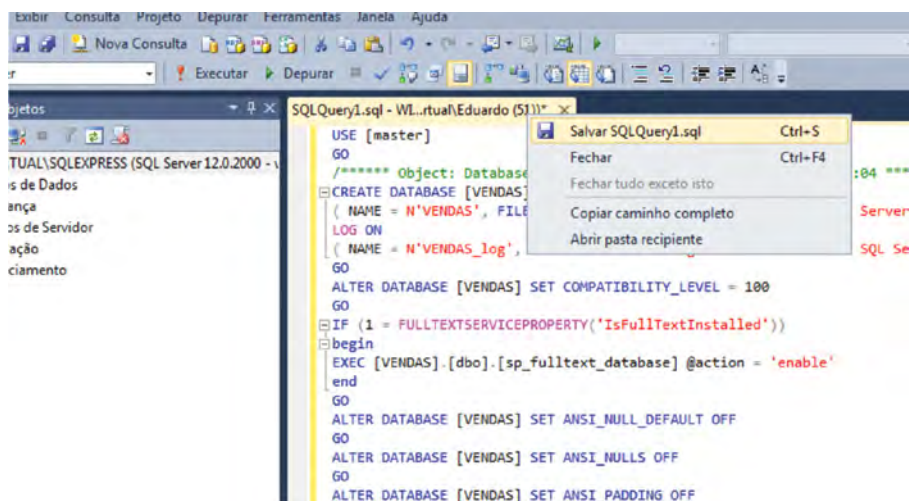 Exibir Consulta Projeto Depurar Ferramentas Janela Ajuda
Nova Consulta
Executar Depurar
bjetos
SQLQuery1.sql - WI...rtual\Eduardo (51))* ×
TUAL\SQLEXPRESS (SQL Server 12.0.2000 -
s de Dados
ança
os de Servidor
ação
ciamento
Salvar SQLQuery1.sql Ctrl+S
Fechar Ctrl+F4
Fechar tudo exceto isto
Copiar caminho completo
Abrir pasta recipiente
USE [master]
GO
/****** Object: Database :04 ***
CREATE DATABASE [VENDAS]
( NAME = N'VENDAS', FILE Server
LOG ON
( NAME = N'VENDAS_log', SQL Se
GO
ALTER DATABASE [VENDAS] SET COMPATIBILITY_LEVEL = 100
GO
IF (1 = FULLTEXTSERVICEPROPERTY('IsFullTextInstalled'))
begin
EXEC [VENDAS].[dbo].[sp_fulltext_database] @action = 'enable'
end
GO
ALTER DATABASE [VENDAS] SET ANSI_NULL_DEFAULT OFF
GO
ALTER DATABASE [VENDAS] SET ANSI_NULLS OFF
GO
ALTER DATABASE [VENDAS] SET ANSI_PADDING OFF